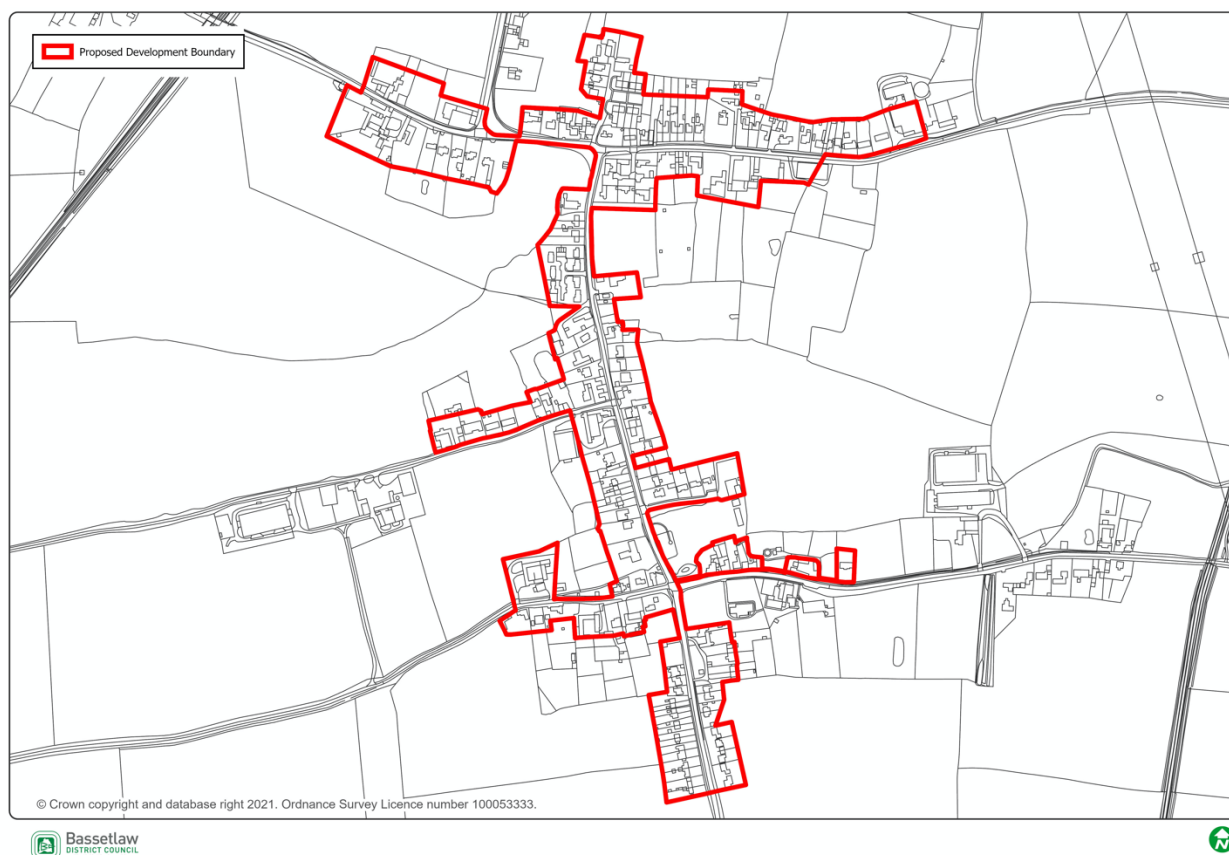 Proposed Development Boundary
© Crown copyright and database right 2021. Ordnance Survey Licence number 100053333.
Bassetlaw
DISTRICT COUNCIL
N